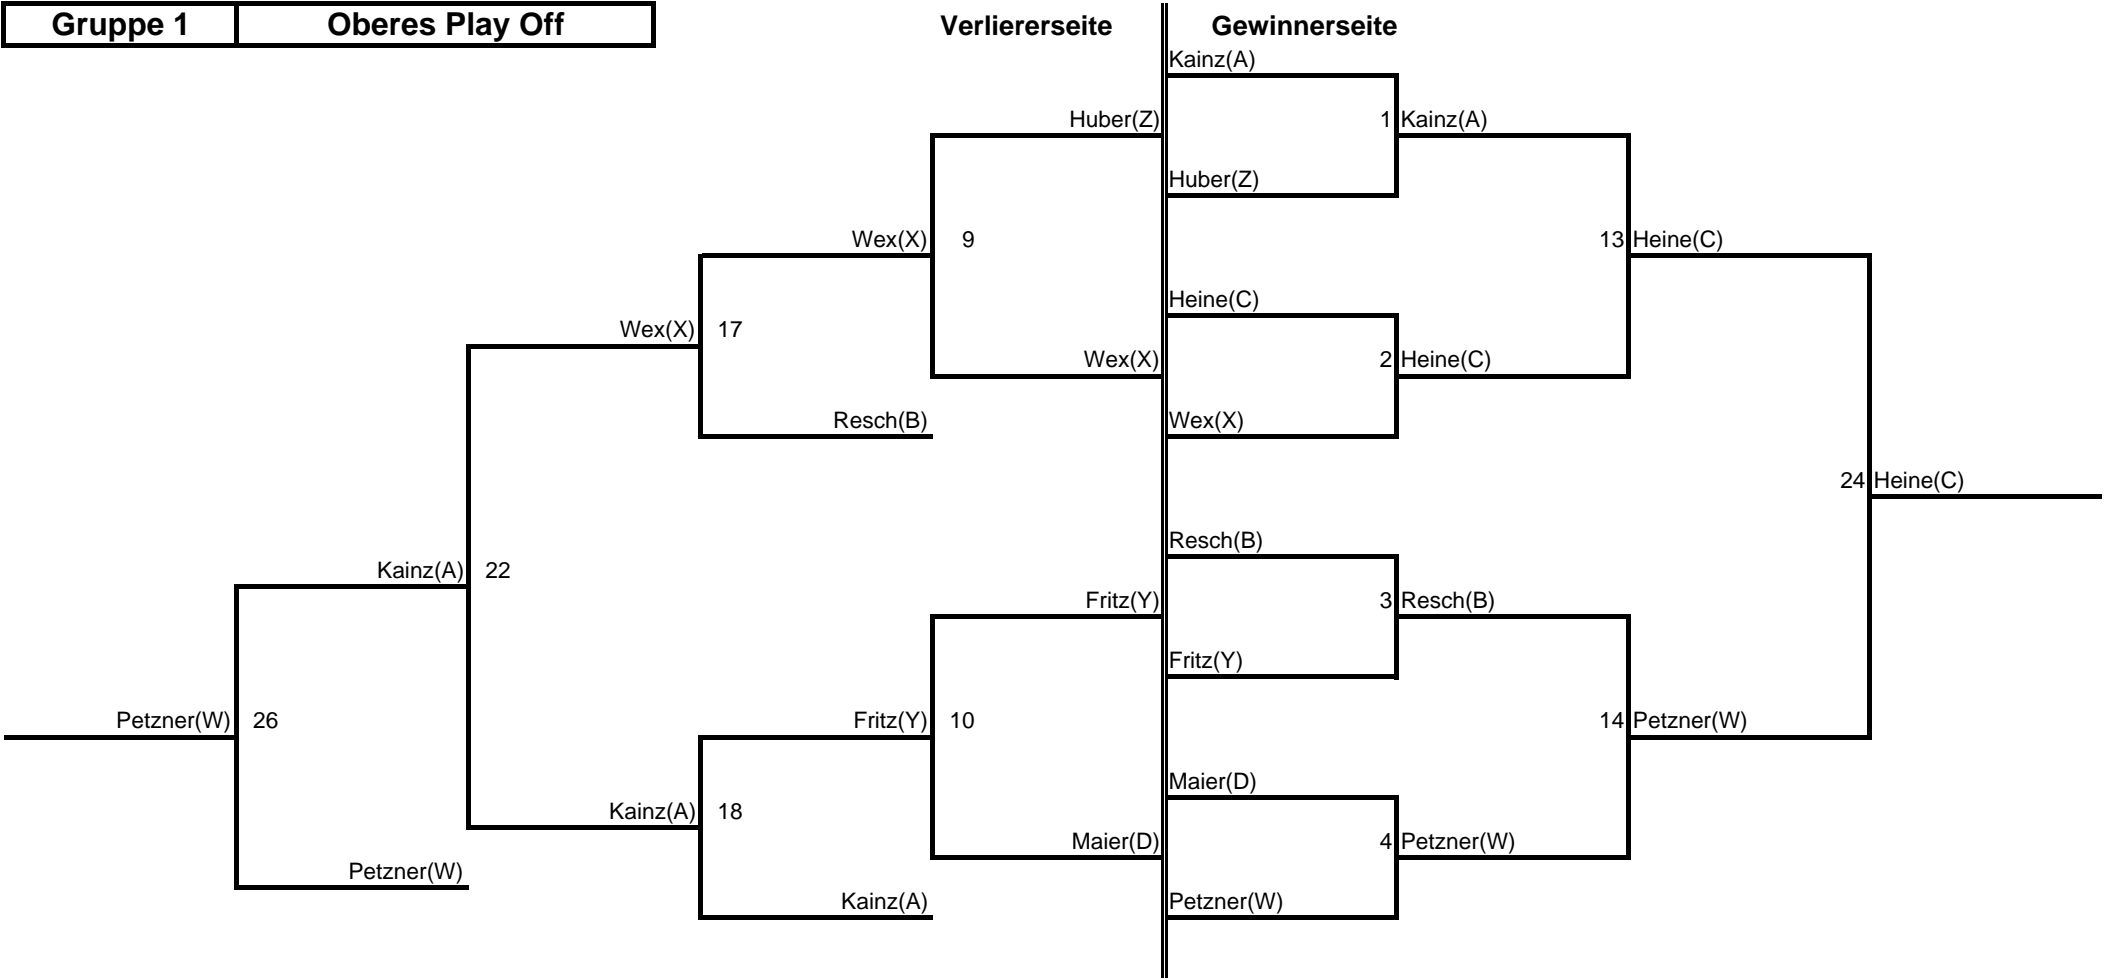 Gruppe 1 Oberes Play Off Verliererseite Gewinnerseite
Kainz(A)
Huber(Z) 1 Kainz(A)
Huber(Z)
Wex(X) 9 13 Heine(C)
Heine(C)
Wex(X) 17
Wex(X) 2 Heine(C)
Resch(B) Wex(X)
24 Heine(C)
Resch(B)
Kainz(A) 22
Fritz(Y) 3 Resch(B)
Fritz(Y)
Petzner(W) 26 Fritz(Y) 10 14 Petzner(W)
Maier(D)
Kainz(A) 18
Maier(D) 4 Petzner(W)
Petzner(W)
Kainz(A) Petzner(W)